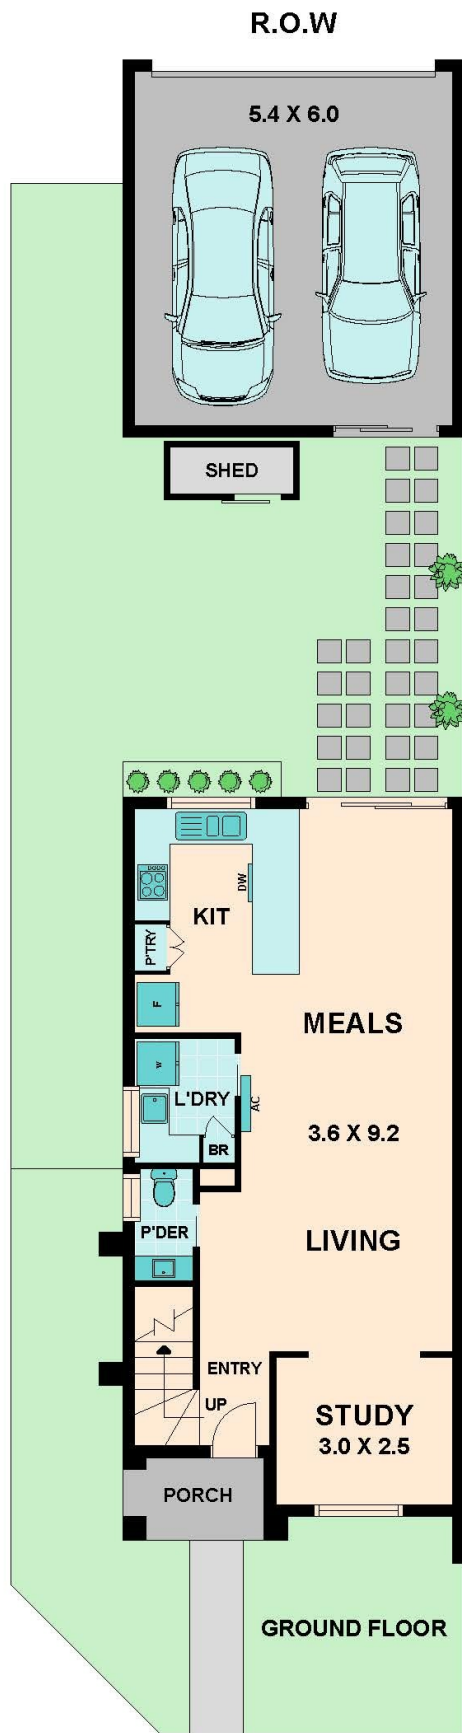 R.O.W
5.4 X 6.0
SHED
DW
KIT
P'TRY
F
MEALS
W
L'DRY
AC
3.6 X 9.2
BR
P'DER
LIVING
ENTRY
UP
STUDY
3.0 X 2.5
PORCH
GROUND FLOOR